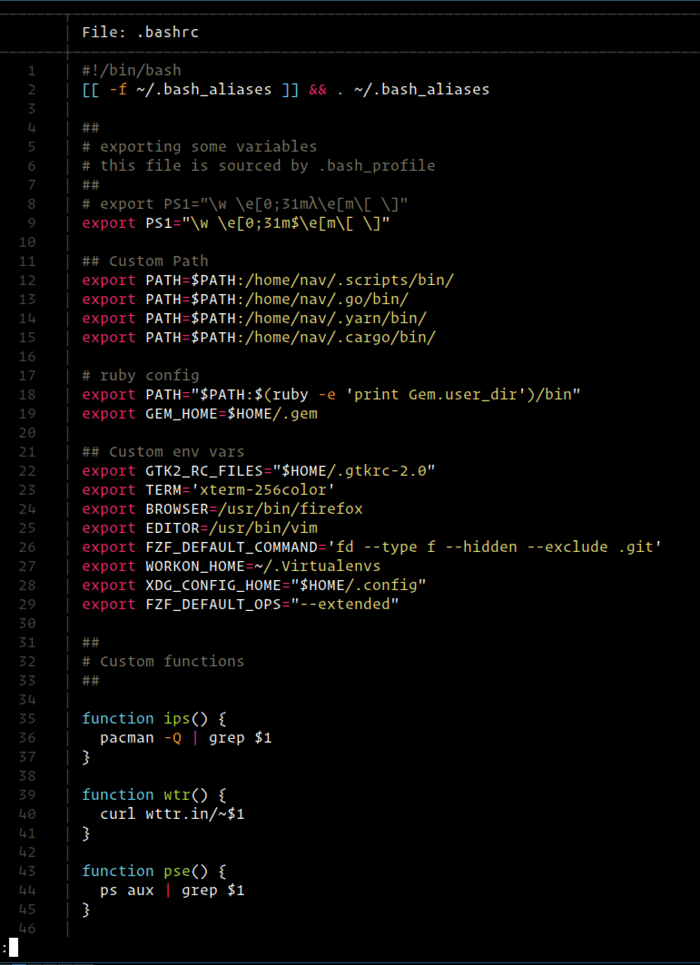 File: .bashrc
1 #!/bin/bash
2 [[ -f ~/.bash_aliases ]] && . ~/.bash_aliases
3
4 ##
5 # exporting some variables
6 # this file is sourced by .bash_profile
7 ##
8 # export PS1="\w \e[0;31mλ\e[m\[ \]"
9 export PS1="\w \e[0;31m$\e[m\[ \]"
10
11 ## Custom Path
12 export PATH=$PATH:/home/nav/.scripts/bin/
13 export PATH=$PATH:/home/nav/.go/bin/
14 export PATH=$PATH:/home/nav/.yarn/bin/
15 export PATH=$PATH:/home/nav/.cargo/bin/
16
17 # ruby config
18 export PATH="$PATH:$(ruby -e 'print Gem.user_dir')/bin"
19 export GEM_HOME=$HOME/.gem
20
21 ## Custom env vars
22 export GTK2_RC_FILES="$HOME/.gtkrc-2.0"
23 export TERM='xterm-256color'
24 export BROWSER=/usr/bin/firefox
25 export EDITOR=/usr/bin/vim
26 export FZF_DEFAULT_COMMAND='fd --type f --hidden --exclude .git'
27 export WORKON_HOME=~/.Virtualenvs
28 export XDG_CONFIG_HOME="$HOME/.config"
29 export FZF_DEFAULT_OPS="--extended"
30
31 ##
32 # Custom functions
33 ##
34
35 function ips() {
36 pacman -Q | grep $1
37 }
38
39 function wtr() {
40 curl wttr.in/~$1
41 }
42
43 function pse() {
44 ps aux | grep $1
45 }
46
: